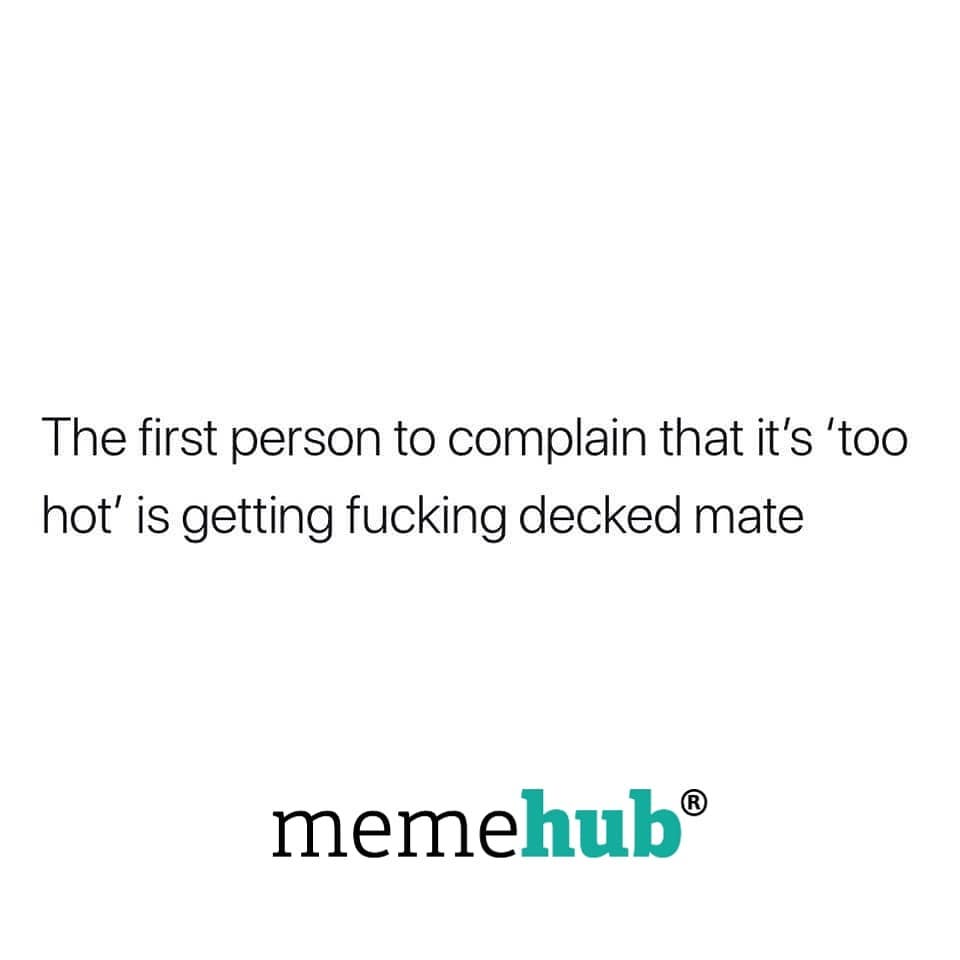 The first person to complain that it’s ‘too
hot’ is getting fucking decked mate
memehub®